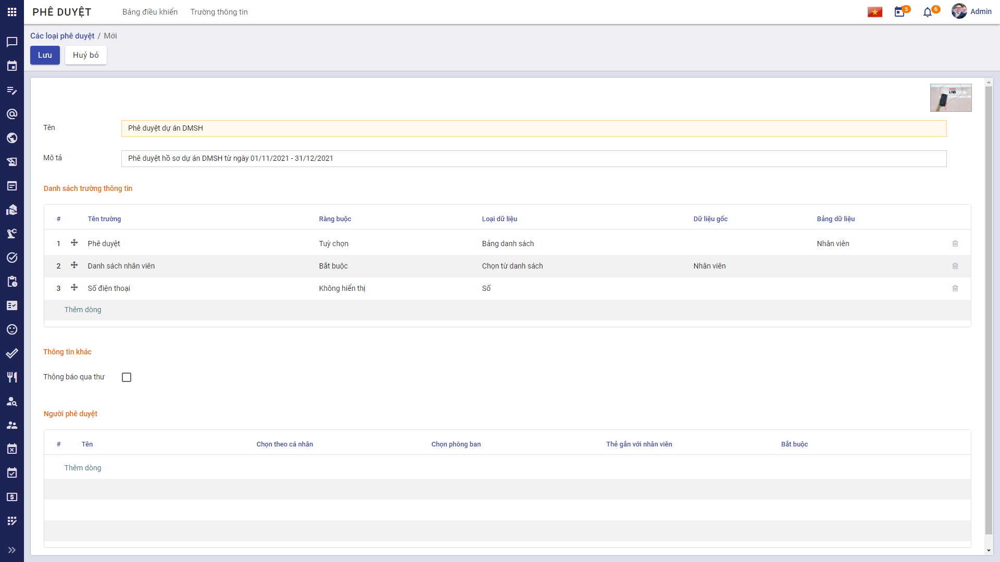 PHÊ DUYỆT
Bảng điều khiển
Trường thông tin
5
6
Admin
Các loại phê duyệt / Mới
Lưu
Huỷ bỏ
LAB
Tên
Phê duyệt dự án DMSH
Mô tả
Phê duyệt hồ sơ dự án DMSH từ ngày 01/11/2021 - 31/12/2021
Danh sách trường thông tin
# Tên trường Ràng buộc Loại dữ liệu Dữ liệu gốc Bảng dữ liệu
1 Phê duyệt Tuỳ chọn Bảng danh sách Nhân viên
2 Danh sách nhân viên Bắt buộc Chọn từ danh sách Nhân viên
3 Số điện thoại Không hiển thị Số
Thêm dòng
Thông tin khác
Thông báo qua thư
Người phê duyệt
# Tên Chọn theo cá nhân Chọn phòng ban Thẻ gắn với nhân viên Bắt buộc
Thêm dòng